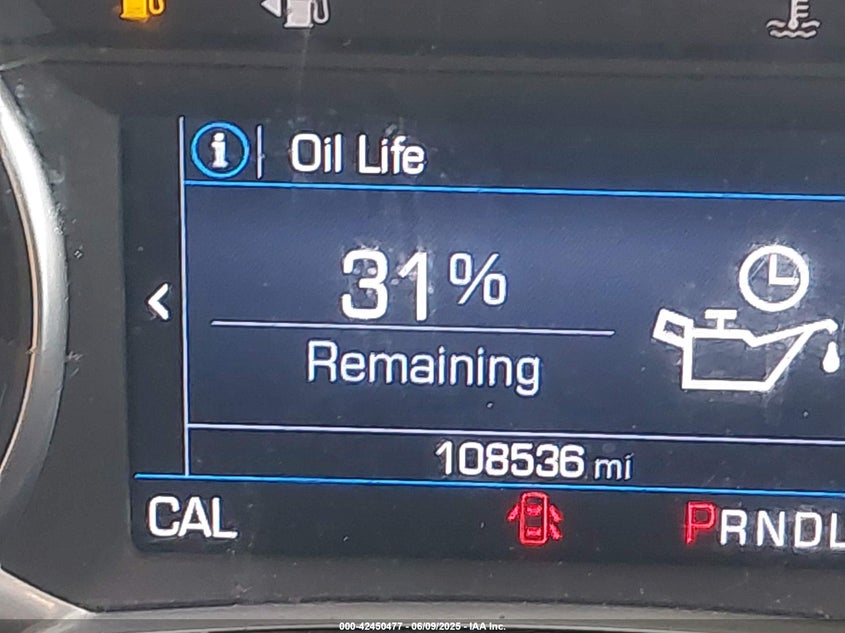 i Oil Life
31%
Remaining
108536 mi
CAL PRNDL
000-42450477 - 06/09/2025 - IAA Inc.